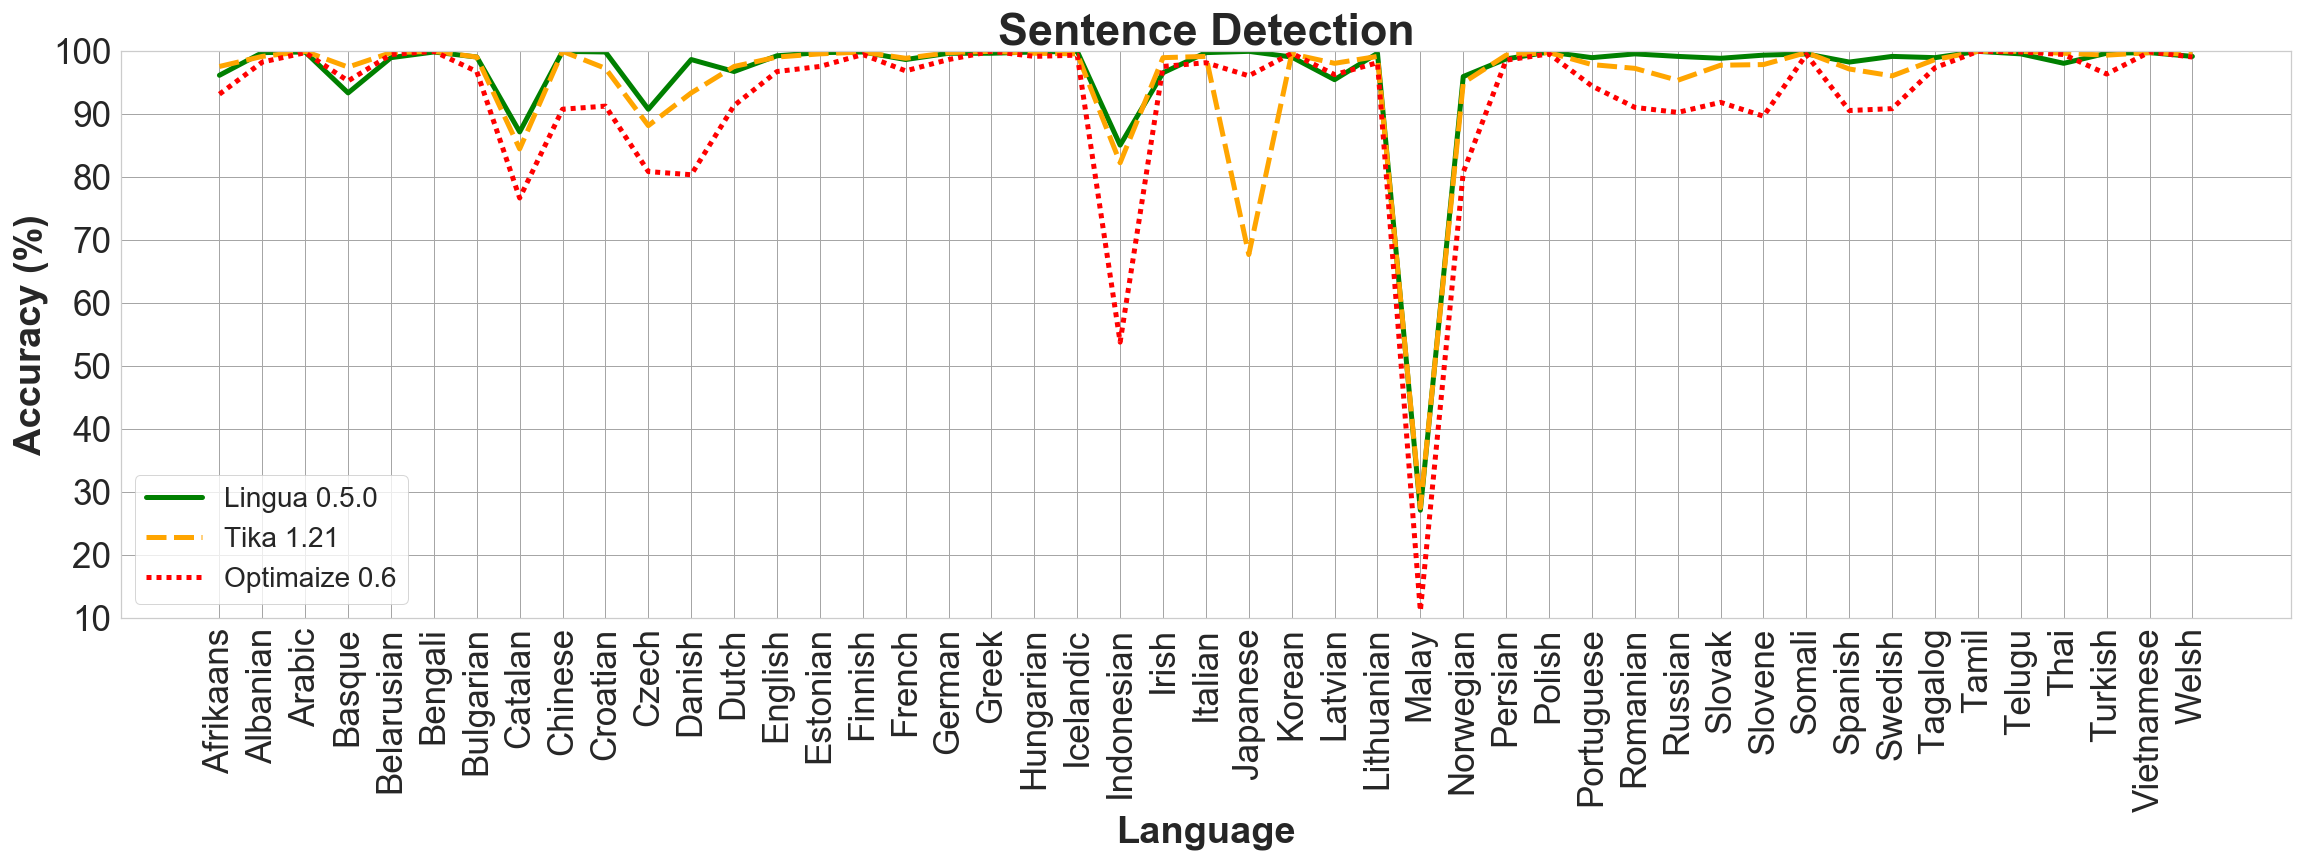 Sentence Detection
Accuracy (%)
100
90
80
70
60
50
40
30
20
10
Lingua 0.5.0
Tika 1.21
Optimaize 0.6
Afrikaans
Albanian
Arabic
Basque
Belarusian
Bengali
Bulgarian
Catalan
Chinese
Croatian
Czech
Danish
Dutch
English
Estonian
Finnish
French
German
Greek
Hungarian
Icelandic
Indonesian
Irish
Italian
Japanese
Korean
Latvian
Lithuanian
Malay
Norwegian
Persian
Polish
Portuguese
Romanian
Russian
Slovak
Slovene
Somali
Spanish
Swedish
Tagalog
Tamil
Telugu
Thai
Turkish
Vietnamese
Welsh
Language